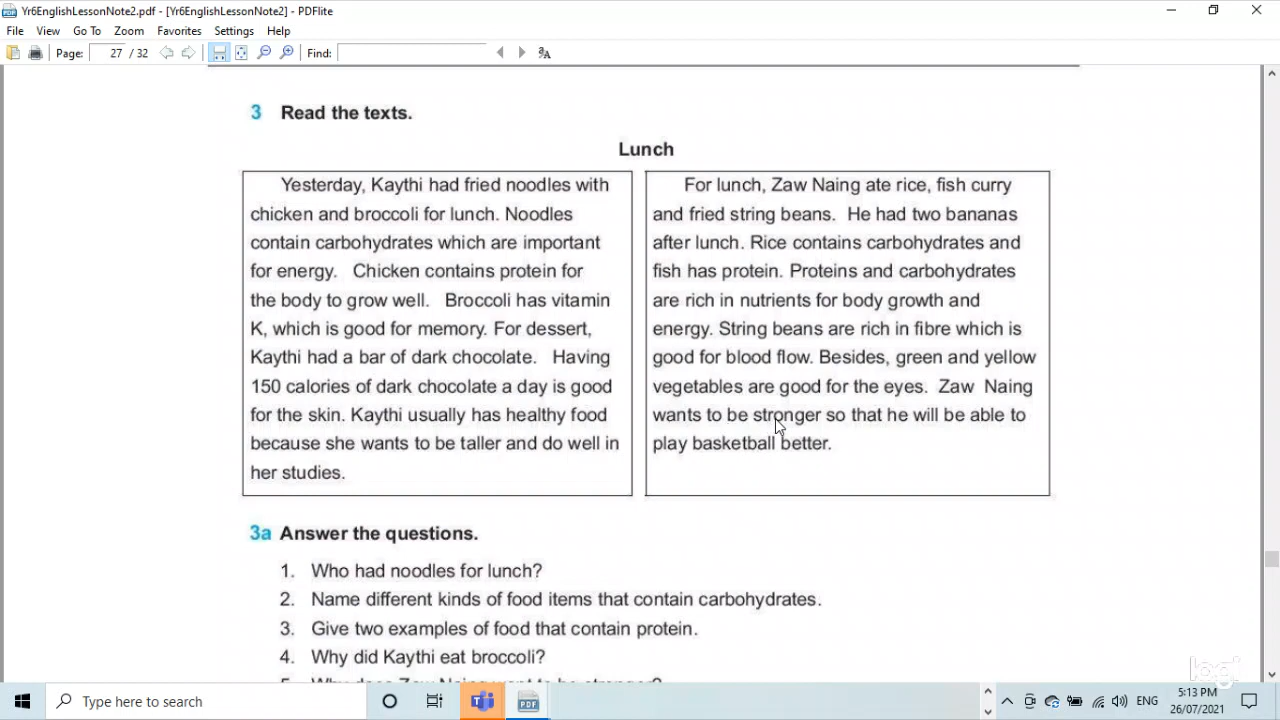 Yr6EnglishLessonNote2.pdf - [Yr6EnglishLessonNote2] - PDFlite
File View Go To Zoom Favorites Settings Help
Page: 27 / 32 Find:
3 Read the texts.
Lunch
Yesterday, Kaythi had fried noodles with
chicken and broccoli for lunch. Noodles
contain carbohydrates which are important
for energy. Chicken contains protein for
the body to grow well. Broccoli has vitamin
K, which is good for memory. For dessert,
Kaythi had a bar of dark chocolate. Having
150 calories of dark chocolate a day is good
for the skin. Kaythi usually has healthy food
because she wants to be taller and do well in
her studies.
For lunch, Zaw Naing ate rice, fish curry
and fried string beans. He had two bananas
after lunch. Rice contains carbohydrates and
fish has protein. Proteins and carbohydrates
are rich in nutrients for body growth and
energy. String beans are rich in fibre which is
good for blood flow. Besides, green and yellow
vegetables are good for the eyes. Zaw Naing
wants to be stronger so that he will be able to
play basketball better.
3a Answer the questions.
1. Who had noodles for lunch?
2. Name different kinds of food items that contain carbohydrates.
3. Give two examples of food that contain protein.
4. Why did Kaythi eat broccoli?
5. Why does Zaw Naing want to be stronger?
logi
Type here to search
ENG
5:13 PM
26/07/2021